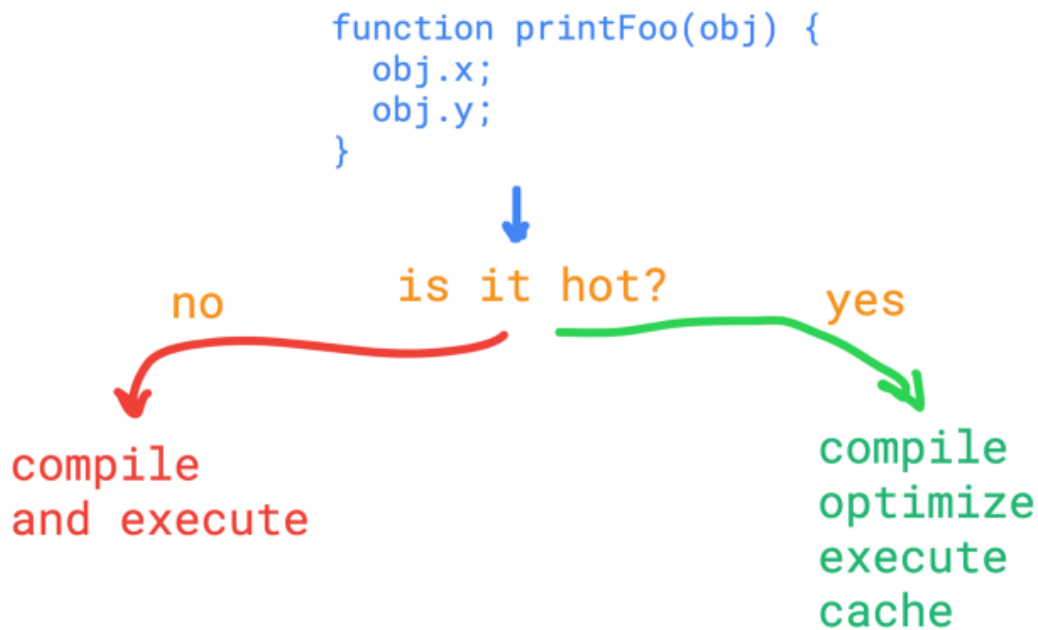 function printFoo(obj) {
  obj.x;
  obj.y;
}
is it hot?
no
yes
compile
and execute
compile
optimize
execute
cache